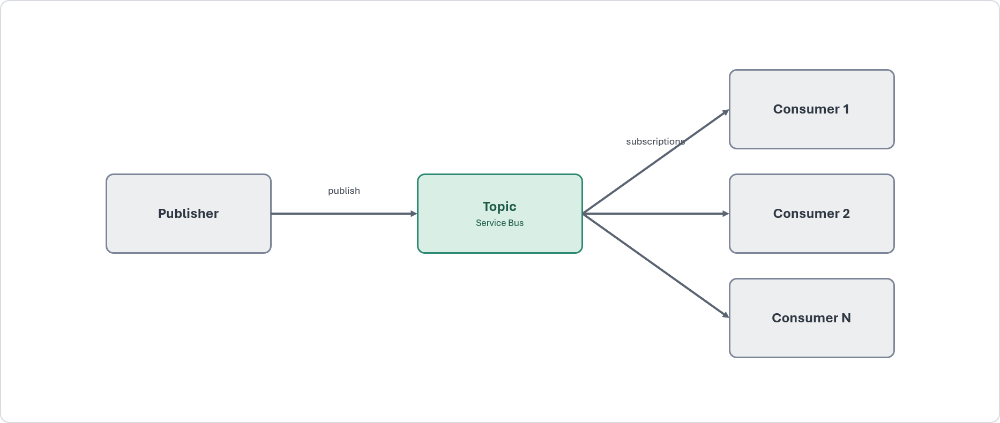 Publisher
publish
Topic
Service Bus
subscriptions
Consumer 1
Consumer 2
Consumer N